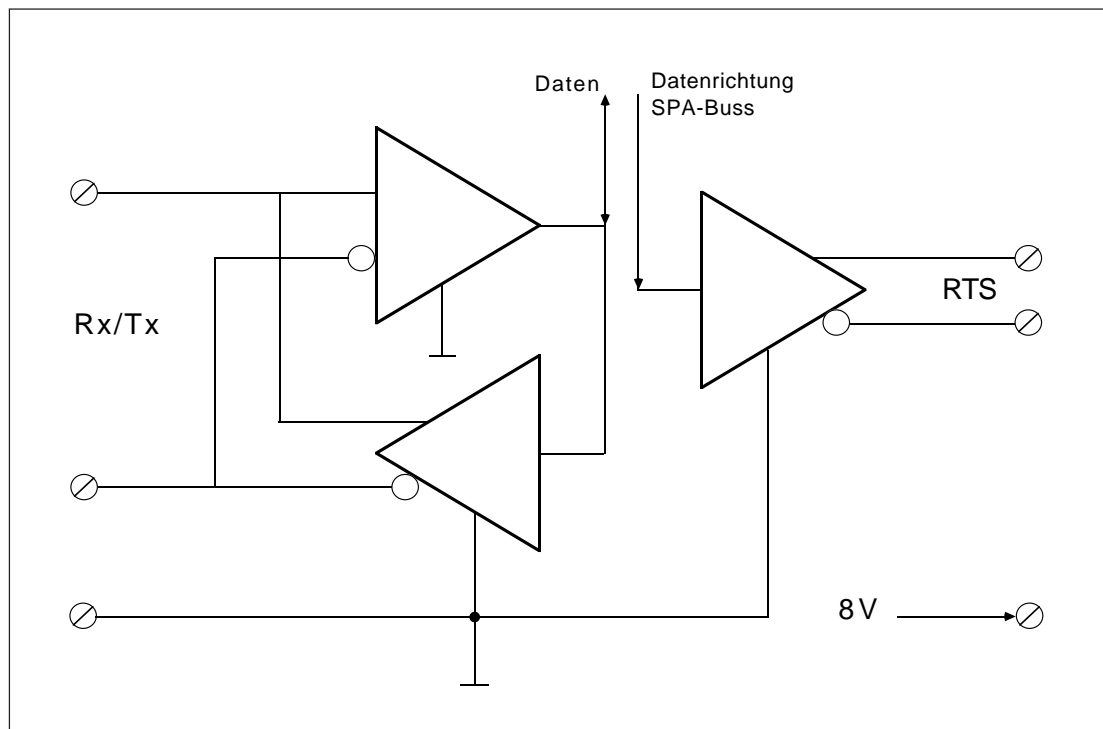 Daten
Datenrichtung
SPA-Buss
Rx/Tx
RTS
8V